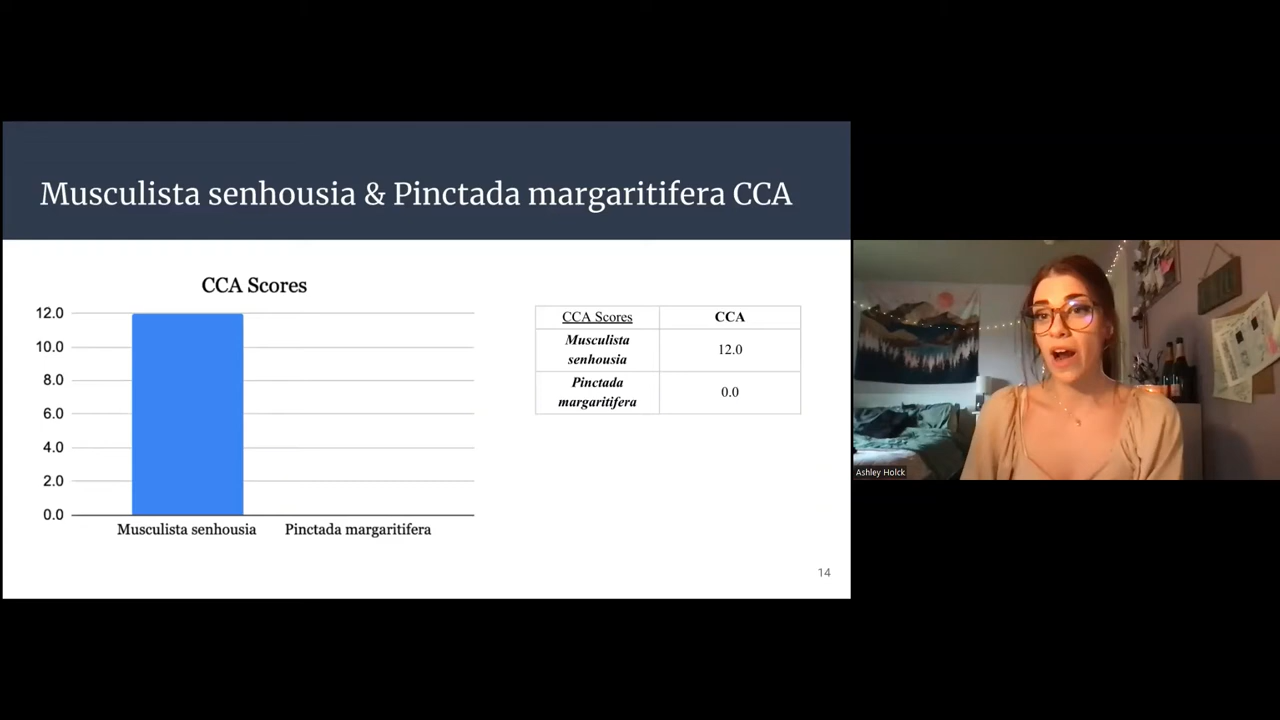 Musculista senhousia & Pinctada margaritifera CCA
CCA Scores
12.0
10.0
8.0
6.0
4.0
2.0
0.0
Musculista senhousia Pinctada margaritifera
CCA Scores CCA
Musculista
senhousia
12.0
Pinctada
margaritifera
0.0
14
Ashley Holck